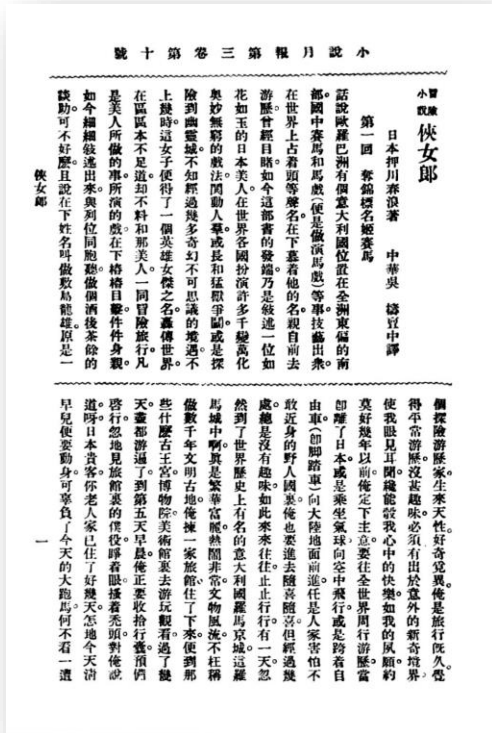 小說月報第三卷第十號
冒險小說 俠女郎
日本押川春浪著 中華吳檮亶中譯
第一回 奪錦標名姬賽馬
話說歐羅巴洲有個意大利國位置在全洲東偏的南
都國中賽馬和馬戲(便是做演馬戲)等事技藝出衆
在世界上占着頭等聲名在下慕着他的名親自前去
游歷曾經目睹如今這部書的發端乃是敍述一位如
花如玉的日本美人在世界各國扮演許多千變萬化
奧妙無窮的戲法鬨動人羣或長和猛獸爭鬬或是探
險到幽靈城不知經過幾多奇幻不可思議的境遇不
上幾時這女子便得了一個英雄女傑之名轟傳世界
在區區本不足道却不料和那美人一同冒險旅行凡
是美人所做的事所演的戲在下樁樁目擊件件身親
如今細細敍述出來與列位同胞聽做個酒後茶餘的
談助可不好麼且說在下姓名叫做敷島龍雄原是一
個探險游歷家生來天性好奇覺異俺是旅行旣久覺
得平常游歷沒甚趣味必須有出於意外的新奇境界
使我眼見耳聞纔能彀我心中的快樂如我的夙願約
莫好幾年以前俺定下主意要往全世界周行游歷當
卽離了日本或是乘坐氣球向空中飛行或是跨着自
由車(卽脚踏車)向大陸地面前進任是人家害怕不
敢近身的野人國裏俺也要進去隨喜隨喜但經過幾
處總是沒有趣味如此來來往往止止行行有一天忽
然到了世界歷史上有名的意大利國羅馬京城這羅
馬城中啊眞是繁華富麗熱鬧非常文物風流不枉稱
做數千年文明古地俺揀一家旅館住了下來便到那
些什麼古王宮博物院美術館裏去游玩觀看過了幾
天盡都游遍了到第五天早晨俺正要收拾行囊預備
啓行忽地見旅館裏的僕役睜着眼搔着禿頭對俺說
道呀日本貴客你老人家已住了好幾天怎地今天淸
早兒便要動身可辜負了今天的大跑馬何不看一遭
俠女郎
一